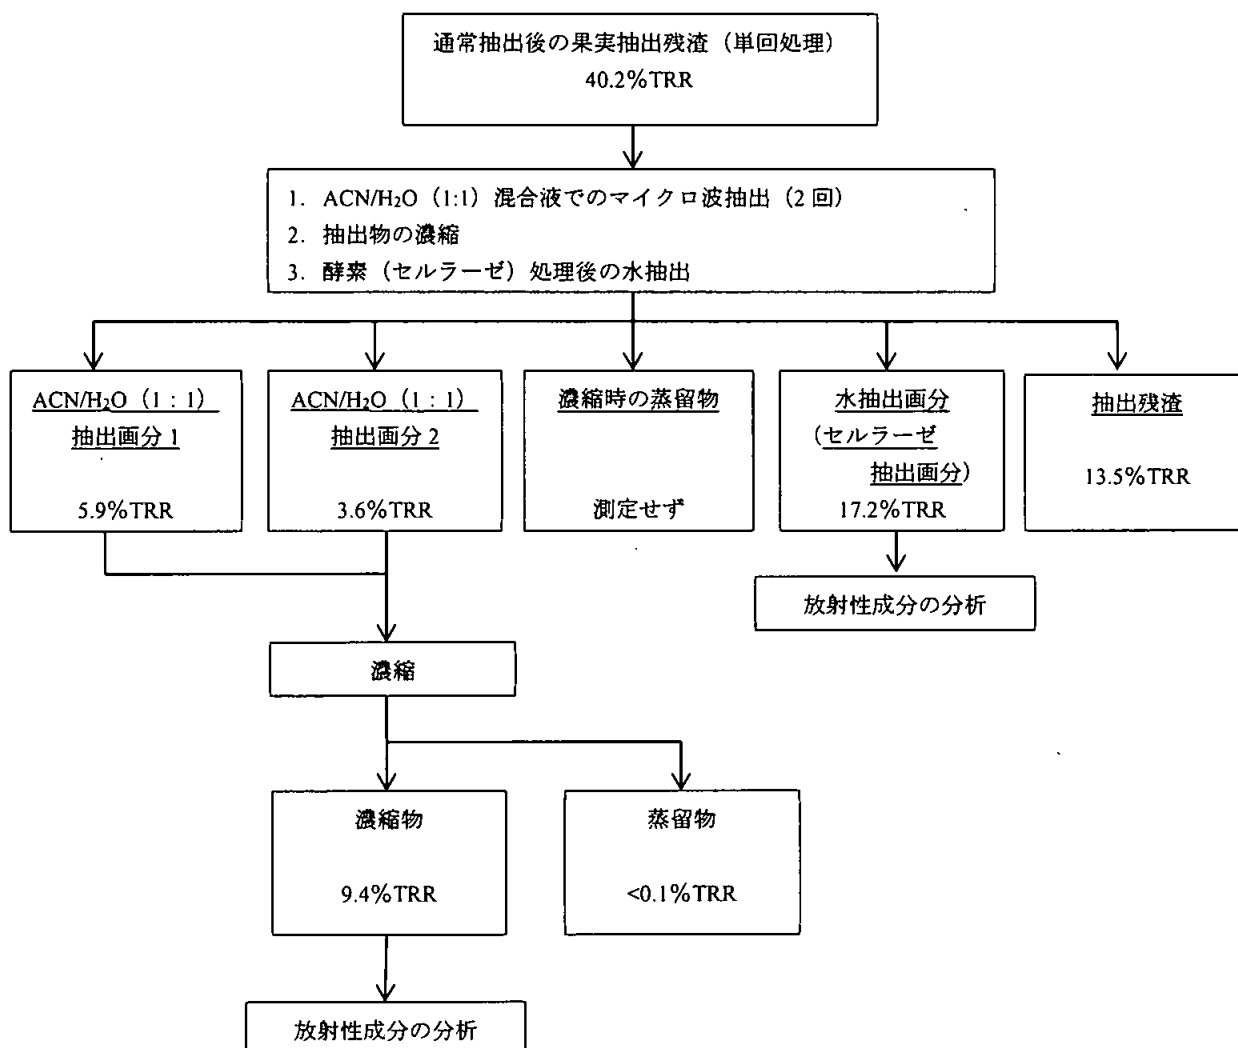 通常抽出後の果実抽出残渣（単回処理）
40.2%TRR
1. ACN/H₂O（1:1）混合液でのマイクロ波抽出（2回）
2. 抽出物の濃縮
3. 酵素（セルラーゼ）処理後の水抽出
ACN/H₂O（1：1）
抽出画分 1
5.9%TRR
ACN/H₂O（1：1）
抽出画分 2
3.6%TRR
濃縮時の蒸留物
測定せず
水抽出画分
（セルラーゼ
抽出画分）
17.2%TRR
抽出残渣
13.5%TRR
放射性成分の分析
濃縮
濃縮物
9.4%TRR
蒸留物
<0.1%TRR
放射性成分の分析